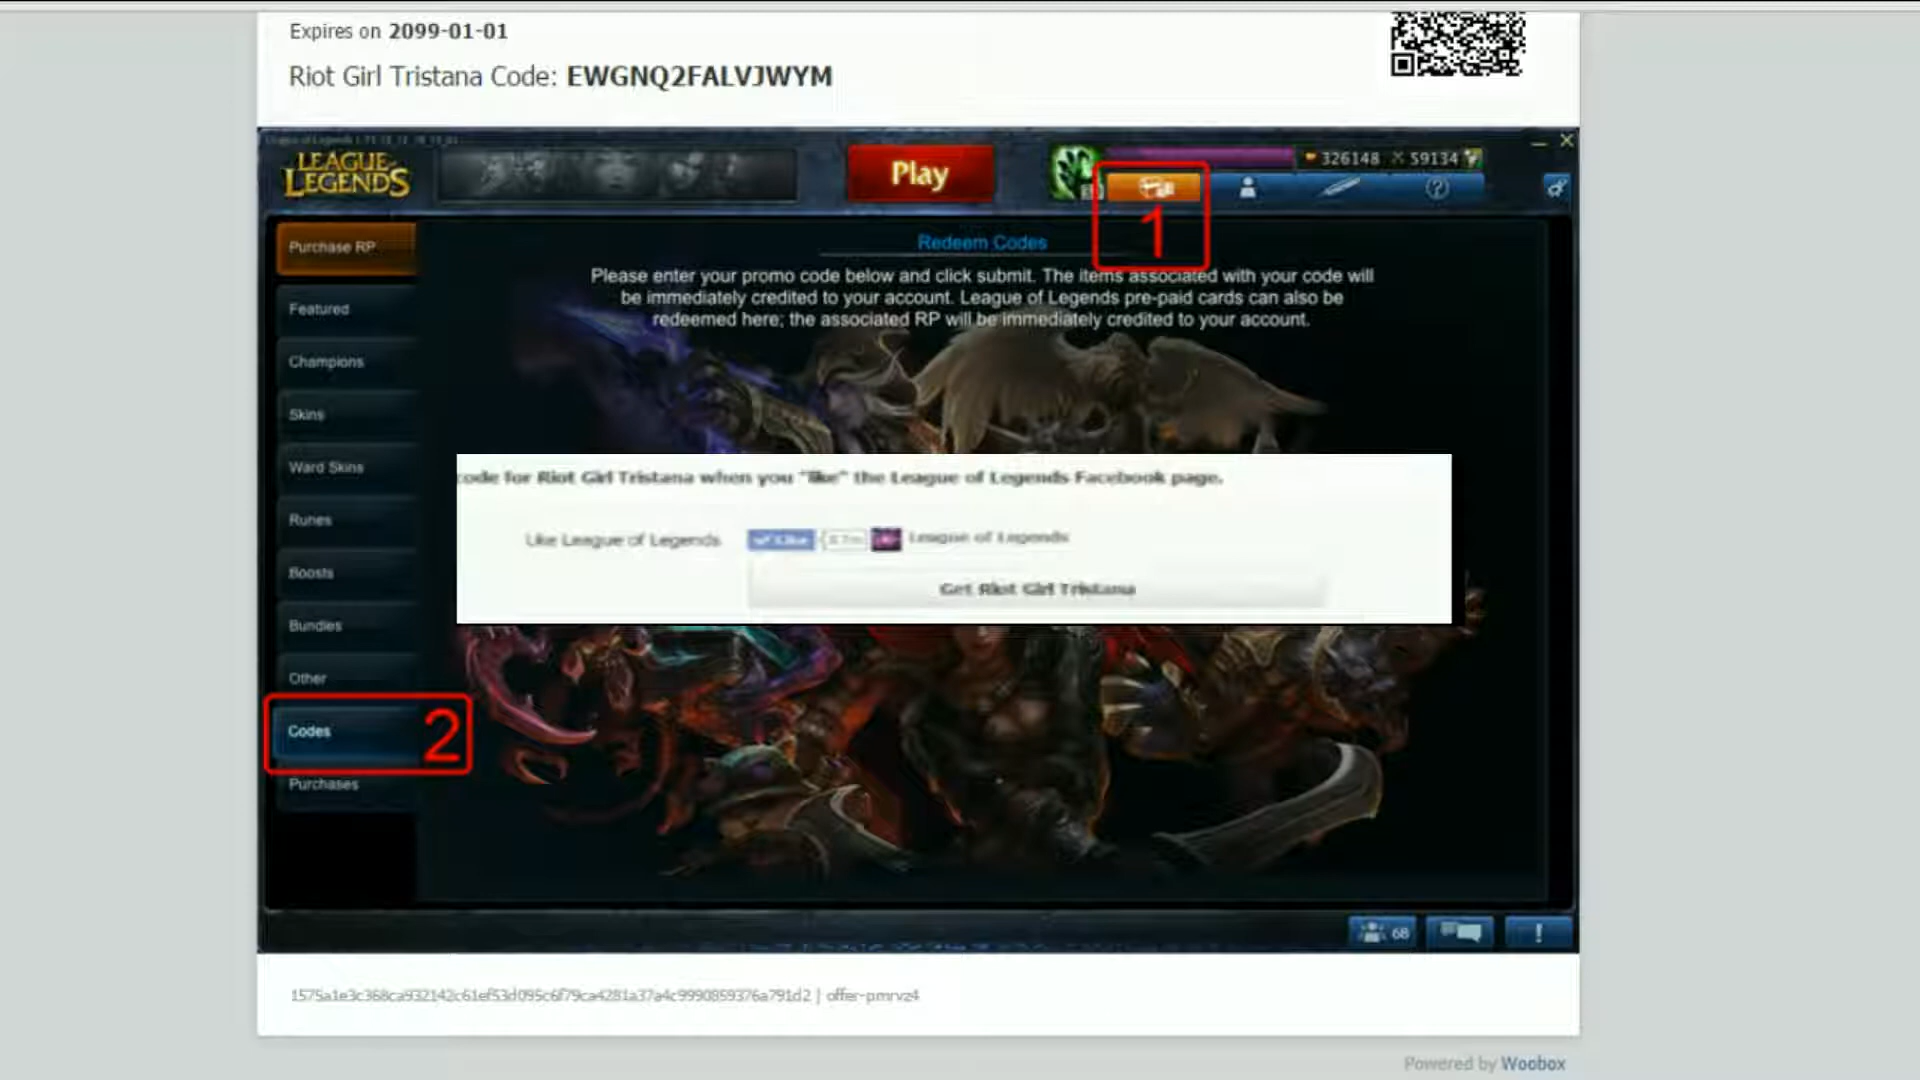 Expires on 2099-01-01
Riot Girl Tristana Code: EWGNQ2FALVJWYM
LEAGUE OF LEGENDS
Play
326148
59134
1
Purchase RP
Redeem Codes
Please enter your promo code below and click submit. The items associated with your code will
be immediately credited to your account. League of Legends pre-paid cards can also be
redeemed here; the associated RP will be immediately credited to your account.
Featured
Champions
Skins
Ward Skins
Runes
Boosts
Bundles
Other
Codes
2
Purchases
code for Riot Girl Tristana when you "like" the League of Legends Facebook page.
Like League of Legends
Like
League of Legends
Get Riot Girl Tristana
68
1575a1e3c368ca932142c61ef53d095c6f79ca4281a37a4c9990859376a791d2 | offer-pmrvz4
Powered by Woobox